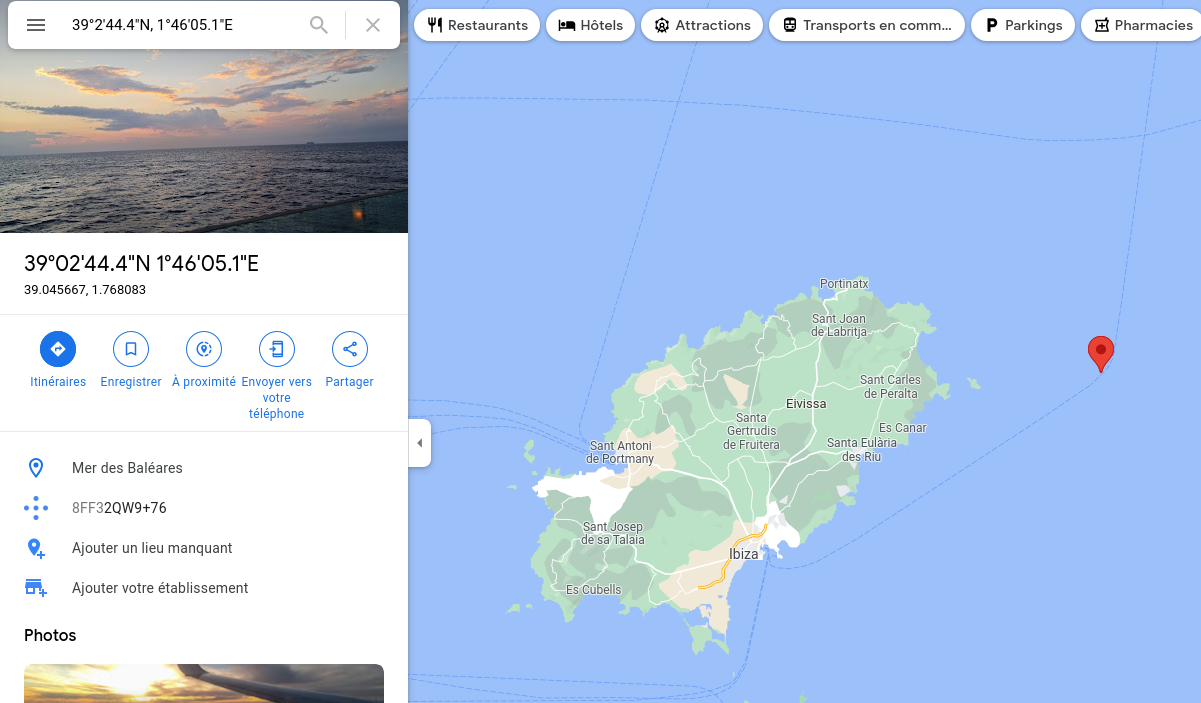 39°2'44.4"N, 1°46'05.1"E
Restaurants
Hôtels
Attractions
Transports en comm...
Parkings
Pharmacies
39°02'44.4"N 1°46'05.1"E
39.045667, 1.768083
Itinéraires
Enregistrer
À proximité
Envoyer vers
votre
téléphone
Partager
Mer des Baléares
8FF32QW9+76
Ajouter un lieu manquant
Ajouter votre établissement
Photos
Portinatx
Sant Joan
de Labritja
Sant Carles
de Peralta
Eivissa
Santa
Gertrudis
de Fruitera
Es Canar
Santa Eulària
des Riu
Sant Antoni
de Portmany
Sant Josep
de sa Talaia
Ibiza
Es Cubells